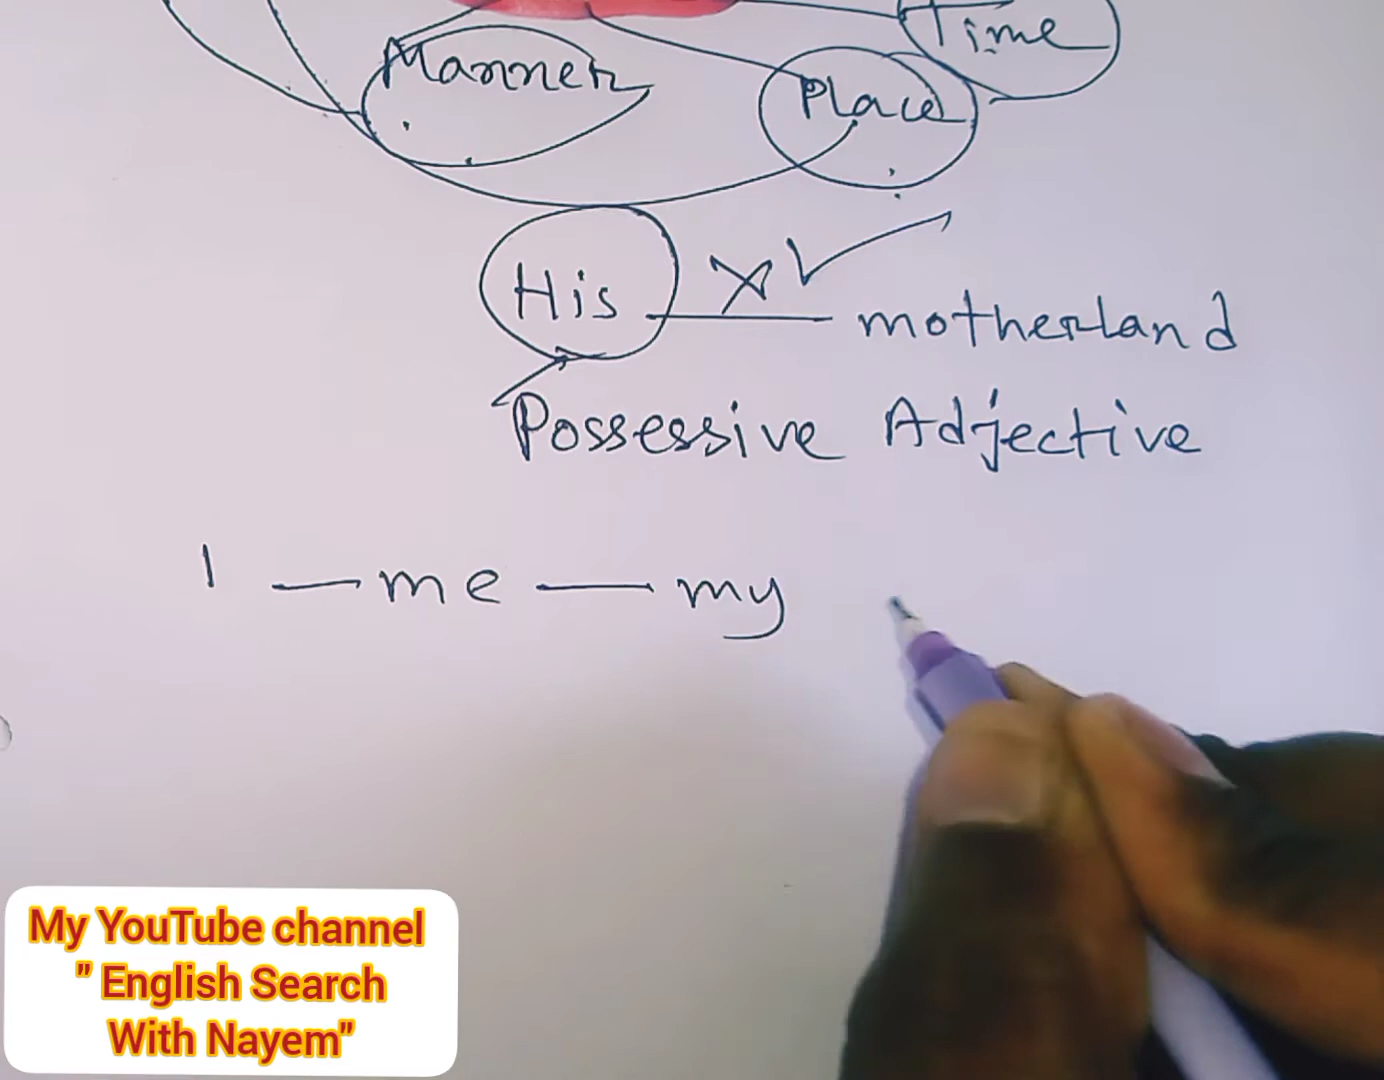 Time
Manner
Place
His motherland
Possessive Adjective
I — me — my
My YouTube channel
" English Search
With Nayem"